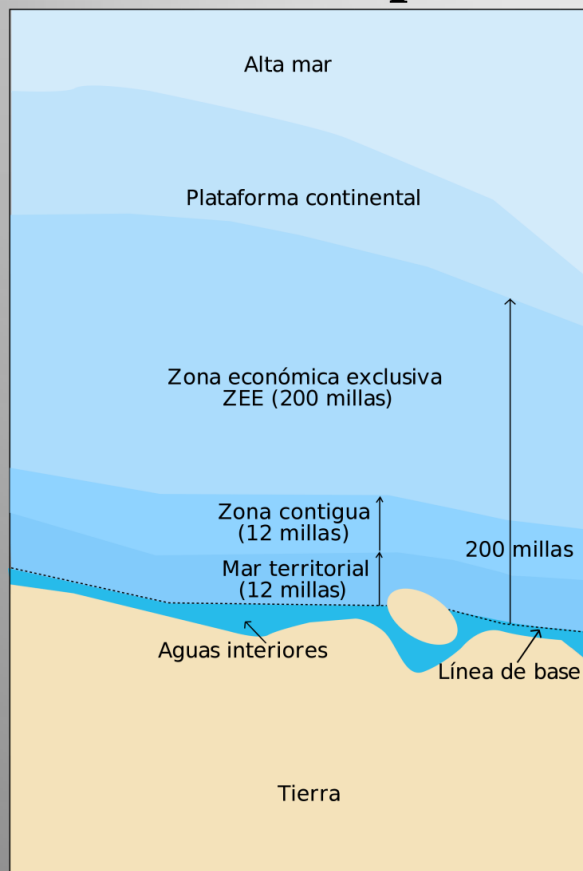 Alta mar
Plataforma continental
Zona económica exclusiva
ZEE (200 millas)
Zona contigua
(12 millas)
200 millas
Mar territorial
(12 millas)
Aguas interiores
Línea de base
Tierra